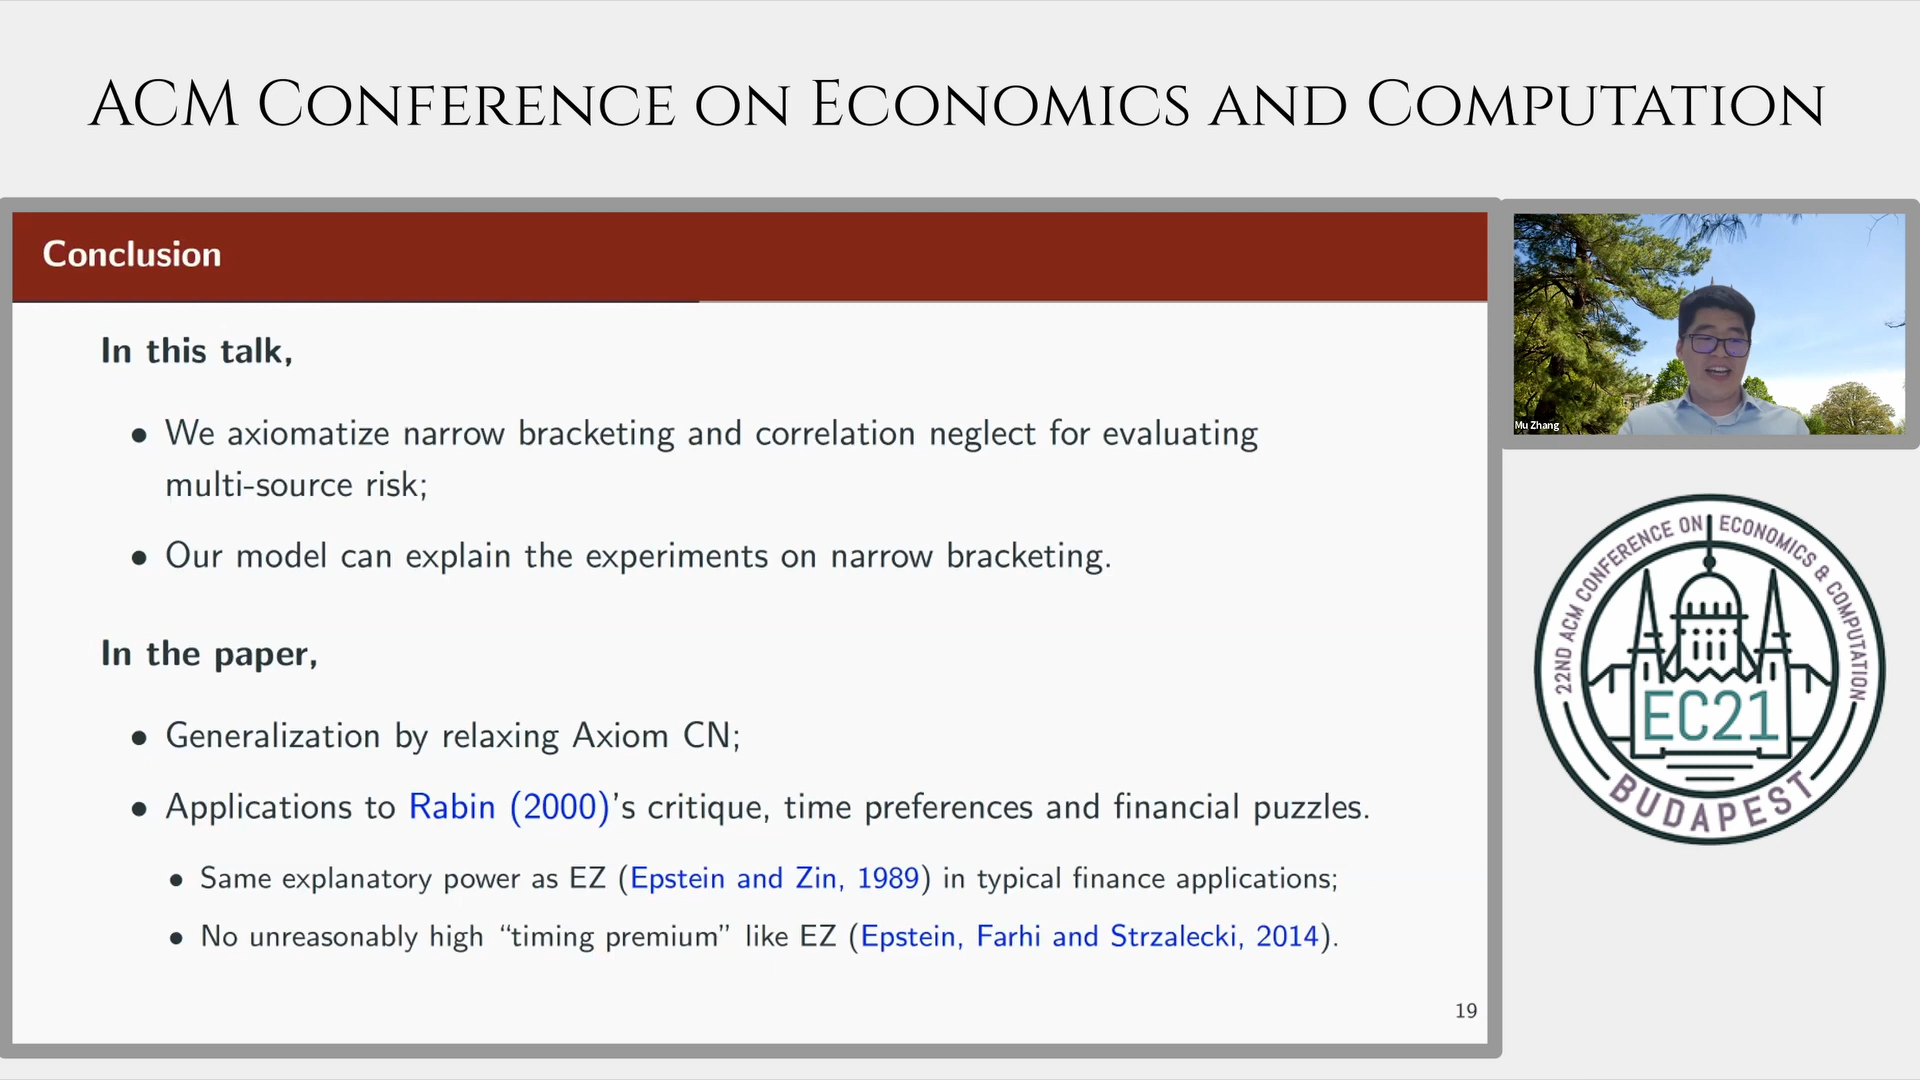 ACM Conference on Economics and Computation
Conclusion
In this talk,
• We axiomatize narrow bracketing and correlation neglect for evaluating
multi-source risk;
• Our model can explain the experiments on narrow bracketing.
In the paper,
• Generalization by relaxing Axiom CN;
• Applications to Rabin (2000)'s critique, time preferences and financial puzzles.
• Same explanatory power as EZ (Epstein and Zin, 1989) in typical finance applications;
• No unreasonably high “timing premium” like EZ (Epstein, Farhi and Strzalecki, 2014).
19
Mu Zhang
22ND ACM CONFERENCE ON ECONOMICS & COMPUTATION
EC21
BUDAPEST